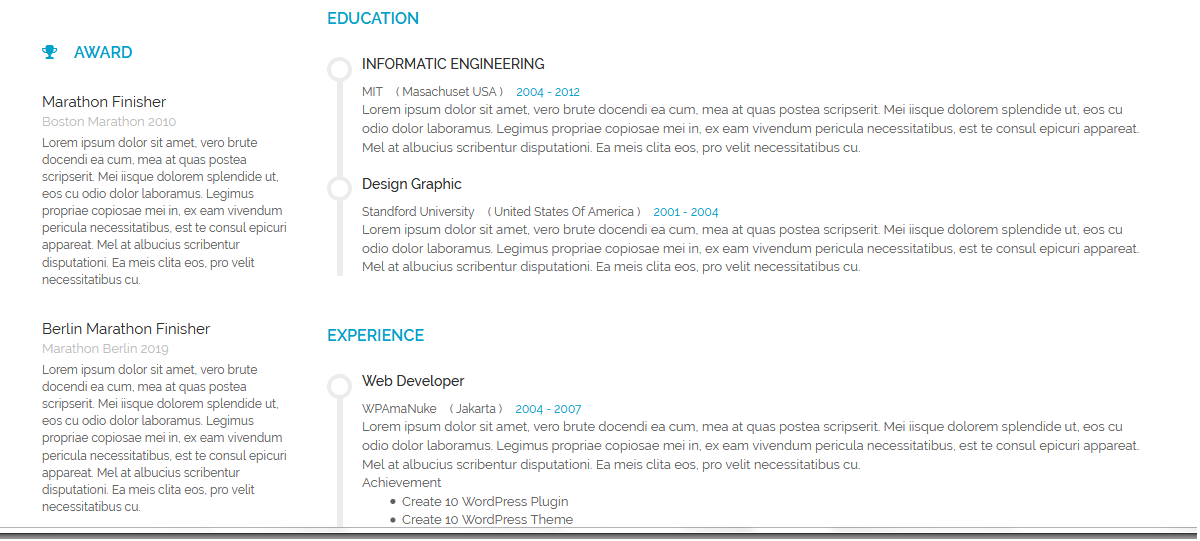 AWARD
Marathon Finisher
Boston Marathon 2010
Lorem ipsum dolor sit amet, vero brute
docendi ea cum, mea at quas postea
scripserit. Mei iisque dolorem splendide ut,
eos cu odio dolor laboramus. Legimus
propriae copiosae mei in, ex eam vivendum
pericula necessitatibus, est te consul epicuri
appareat. Mel at albucius scribentur
disputationi. Ea meis clita eos, pro velit
necessitatibus cu.
Berlin Marathon Finisher
Marathon Berlin 2019
Lorem ipsum dolor sit amet, vero brute
docendi ea cum, mea at quas postea
scripserit. Mei iisque dolorem splendide ut,
eos cu odio dolor laboramus. Legimus
propriae copiosae mei in, ex eam vivendum
pericula necessitatibus, est te consul epicuri
appareat. Mel at albucius scribentur
disputationi. Ea meis clita eos, pro velit
necessitatibus cu.
EDUCATION
INFORMATIC ENGINEERING
MIT ( Masachuset USA ) 2004 - 2012
Lorem ipsum dolor sit amet, vero brute docendi ea cum, mea at quas postea scripserit. Mei iisque dolorem splendide ut, eos cu
odio dolor laboramus. Legimus propriae copiosae mei in, ex eam vivendum pericula necessitatibus, est te consul epicuri appareat.
Mel at albucius scribentur disputationi. Ea meis clita eos, pro velit necessitatibus cu.
Design Graphic
Standford University ( United States Of America ) 2001 - 2004
Lorem ipsum dolor sit amet, vero brute docendi ea cum, mea at quas postea scripserit. Mei iisque dolorem splendide ut, eos cu
odio dolor laboramus. Legimus propriae copiosae mei in, ex eam vivendum pericula necessitatibus, est te consul epicuri appareat.
Mel at albucius scribentur disputationi. Ea meis clita eos, pro velit necessitatibus cu.
EXPERIENCE
Web Developer
WPAmaNuke ( Jakarta ) 2004 - 2007
Lorem ipsum dolor sit amet, vero brute docendi ea cum, mea at quas postea scripserit. Mei iisque dolorem splendide ut, eos cu
odio dolor laboramus. Legimus propriae copiosae mei in, ex eam vivendum pericula necessitatibus, est te consul epicuri appareat.
Mel at albucius scribentur disputationi. Ea meis clita eos, pro velit necessitatibus cu.
Achievement
• Create 10 WordPress Plugin
• Create 10 WordPress Theme